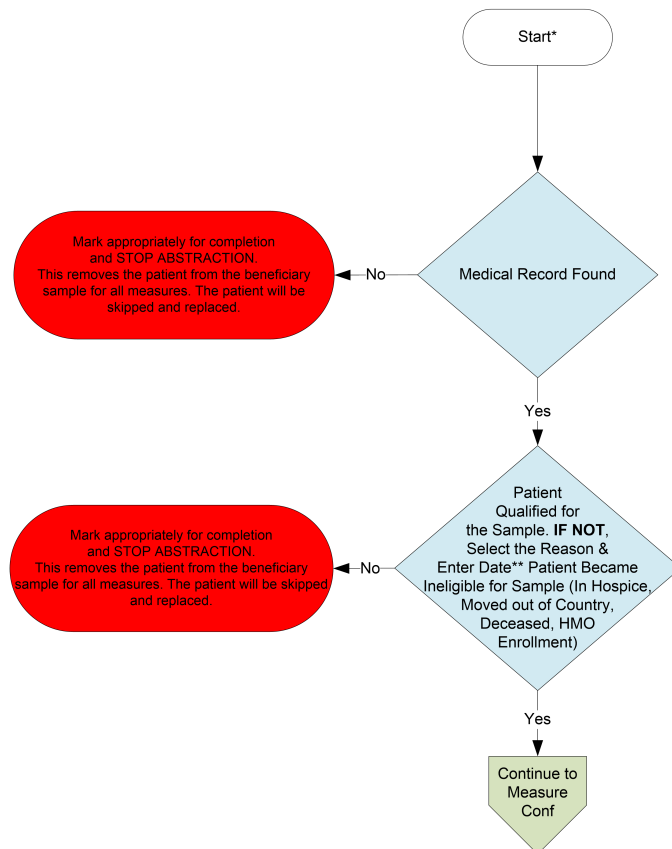 Start*
Mark appropriately for completion
and STOP ABSTRACTION.
This removes the patient from the beneficiary
sample for all measures. The patient will be
skipped and replaced.
No
Medical Record Found
Yes
Mark appropriately for completion
and STOP ABSTRACTION.
This removes the patient from the beneficiary
sample for all measures. The patient will be skipped
and replaced.
No
Patient
Qualified for
the Sample. IF NOT,
Select the Reason &
Enter Date** Patient Became
Ineligible for Sample (In Hospice,
Moved out of Country,
Deceased, HMO
Enrollment)
Yes
Continue to
Measure
Conf